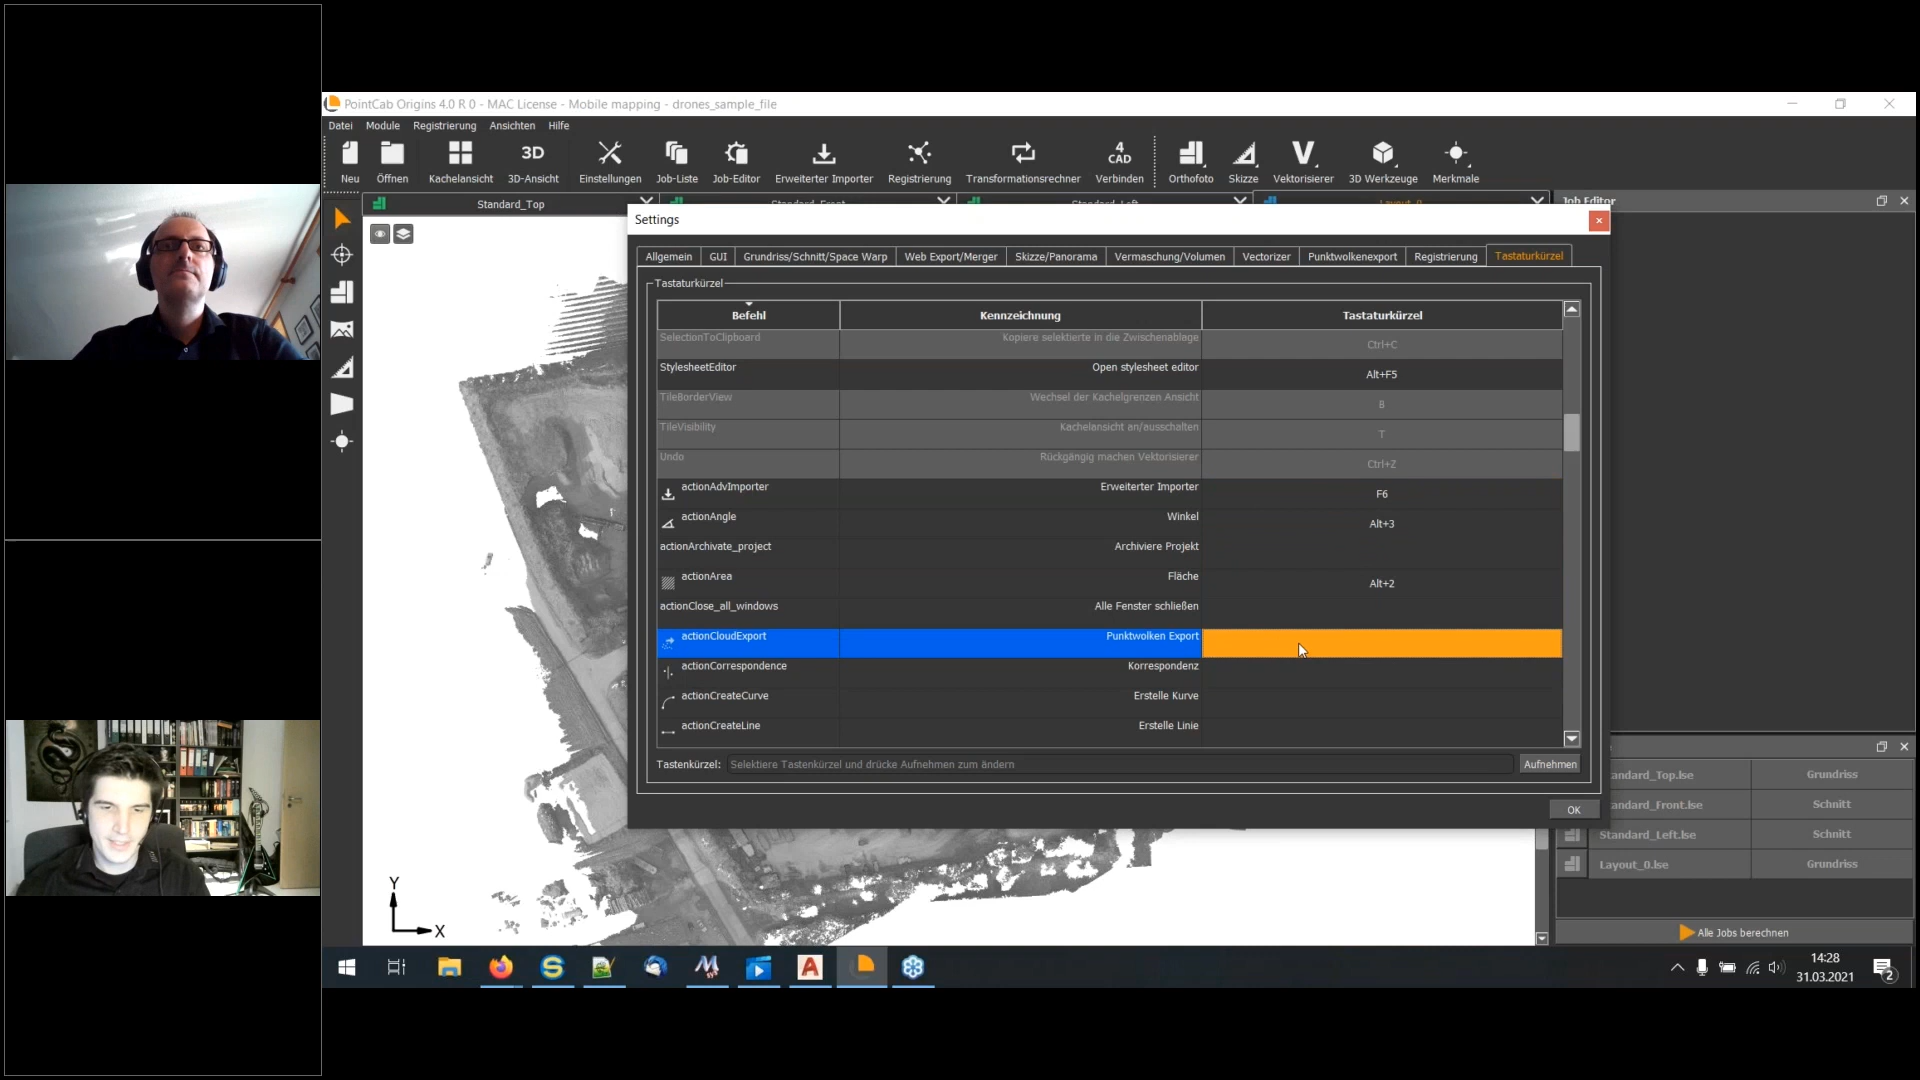 PointCab Origins 4.0 R 0 - MAC License - Mobile mapping - drones_sample_file
Datei Module Registrierung Ansichten Hilfe
3D
4
CAD
V
Neu Öffnen Kachelansicht 3D-Ansicht Einstellungen Job-Liste Job-Editor Erweiterter Importer Registrierung Transformationsrechner Verbinden Orthofoto Skizze Vektorisierer 3D Werkzeuge Merkmale
Standard_Top Standard_Front Standard_Left Layout_0 Job Editor
Settings
Allgemein GUI Grundriss/Schnitt/Space Warp Web Export/Merger Skizze/Panorama Vermaschung/Volumen Vectorizer Punktwolkenexport Registrierung Tastaturkürzel
Tastaturkürzel
Befehl Kennzeichnung Tastaturkürzel
SelectionToClipboard Kopiere selektierte in die Zwischenablage Ctrl+C
StylesheetEditor Open stylesheet editor Alt+F5
TileBorderView Wechsel der Kachelgrenzen Ansicht B
TileVisibility Kachelansicht an/ausschalten T
Undo Rückgängig machen Vektorisierer Ctrl+Z
actionAdvImporter Erweiterter Importer F6
actionAngle Winkel Alt+3
actionArchivate_project Archiviere Projekt
actionArea Fläche Alt+2
actionClose_all_windows Alle Fenster schließen
actionCloudExport Punktwolken Export
actionCorrespondence Korrespondenz
actionCreateCurve Erstelle Kurve
actionCreateLine Erstelle Linie
Tastenkürzel: Selektiere Tastenkürzel und drücke Aufnehmen zum ändern Aufnehmen
OK
andard_Top.lse Grundriss
andard_Front.lse Schnitt
Standard_Left.lse Schnitt
Layout_0.lse Grundriss
Alle Jobs berechnen
Y
X
14:28
31.03.2021
2